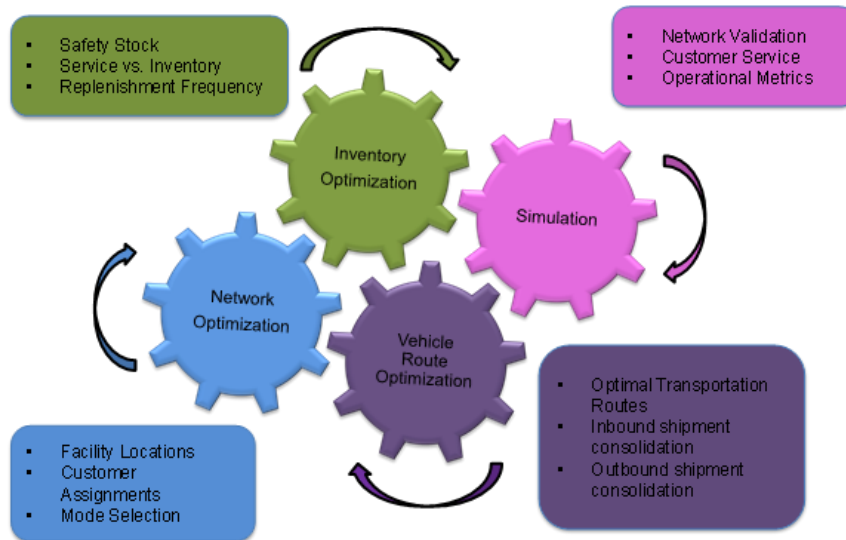 ▪ Safety Stock
▪ Service vs. Inventory
▪ Replenishment Frequency
▪ Network Validation
▪ Customer Service
▪ Operational Metrics
Inventory
Optimization
Simulation
Network
Optimization
Vehicle
Route
Optimization
▪ Optimal Transportation
Routes
▪ Inbound shipment
consolidation
▪ Outbound shipment
consolidation
▪ Facility Locations
▪ Customer
Assignments
▪ Mode Selection